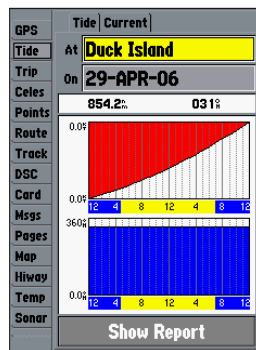 GPS
Tide
Trip
Celes
Points
Route
Track
DSC
Card
Msgs
Pages
Map
Hiway
Temp
Sonar
Tide Current
At Duck Island
On 29-APR-06
854.2 031
0.0
0.0
12 4 8 12 4 8 12
360
0.0
12 4 8 12 4 8 12
Show Report